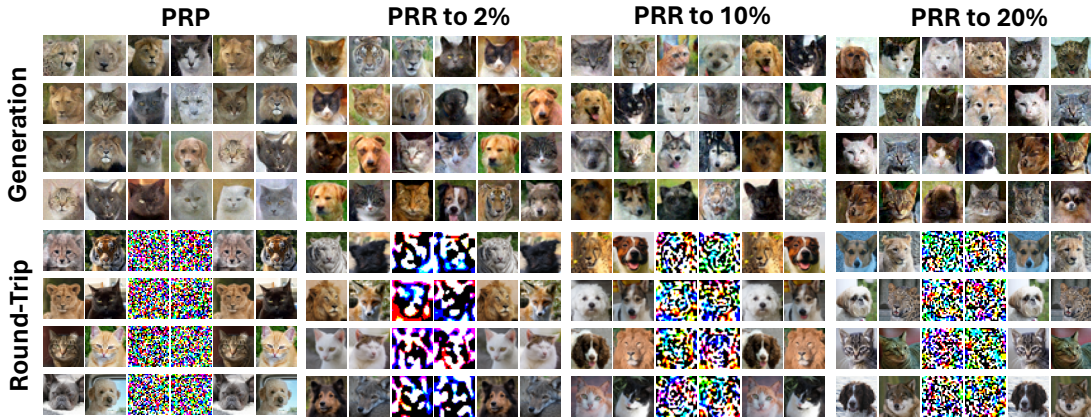 PRP
PRR to 2%
PRR to 10%
PRR to 20%
Generation
Round-Trip